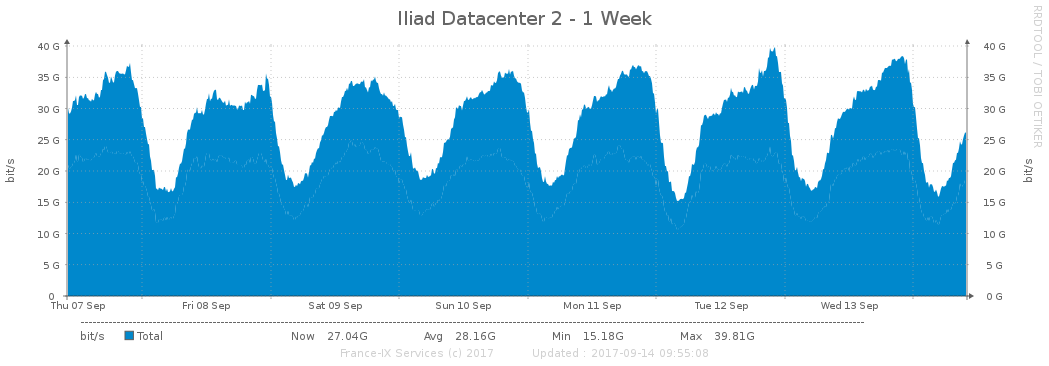 Iliad Datacenter 2 - 1 Week
RRDTOOL / TOBI OETIKER
40 G 40 G
35 G 35 G
30 G 30 G
25 G 25 G
20 G 20 G
15 G 15 G
10 G 10 G
5 G 5 G
0 0 G
bit/s bit/s
Thu 07 Sep Fri 08 Sep Sat 09 Sep Sun 10 Sep Mon 11 Sep Tue 12 Sep Wed 13 Sep
bit/s Total Now 27.04G Avg 28.16G Min 15.18G Max 39.81G
France-IX Services (c) 2017 Updated : 2017-09-14 09:55:08